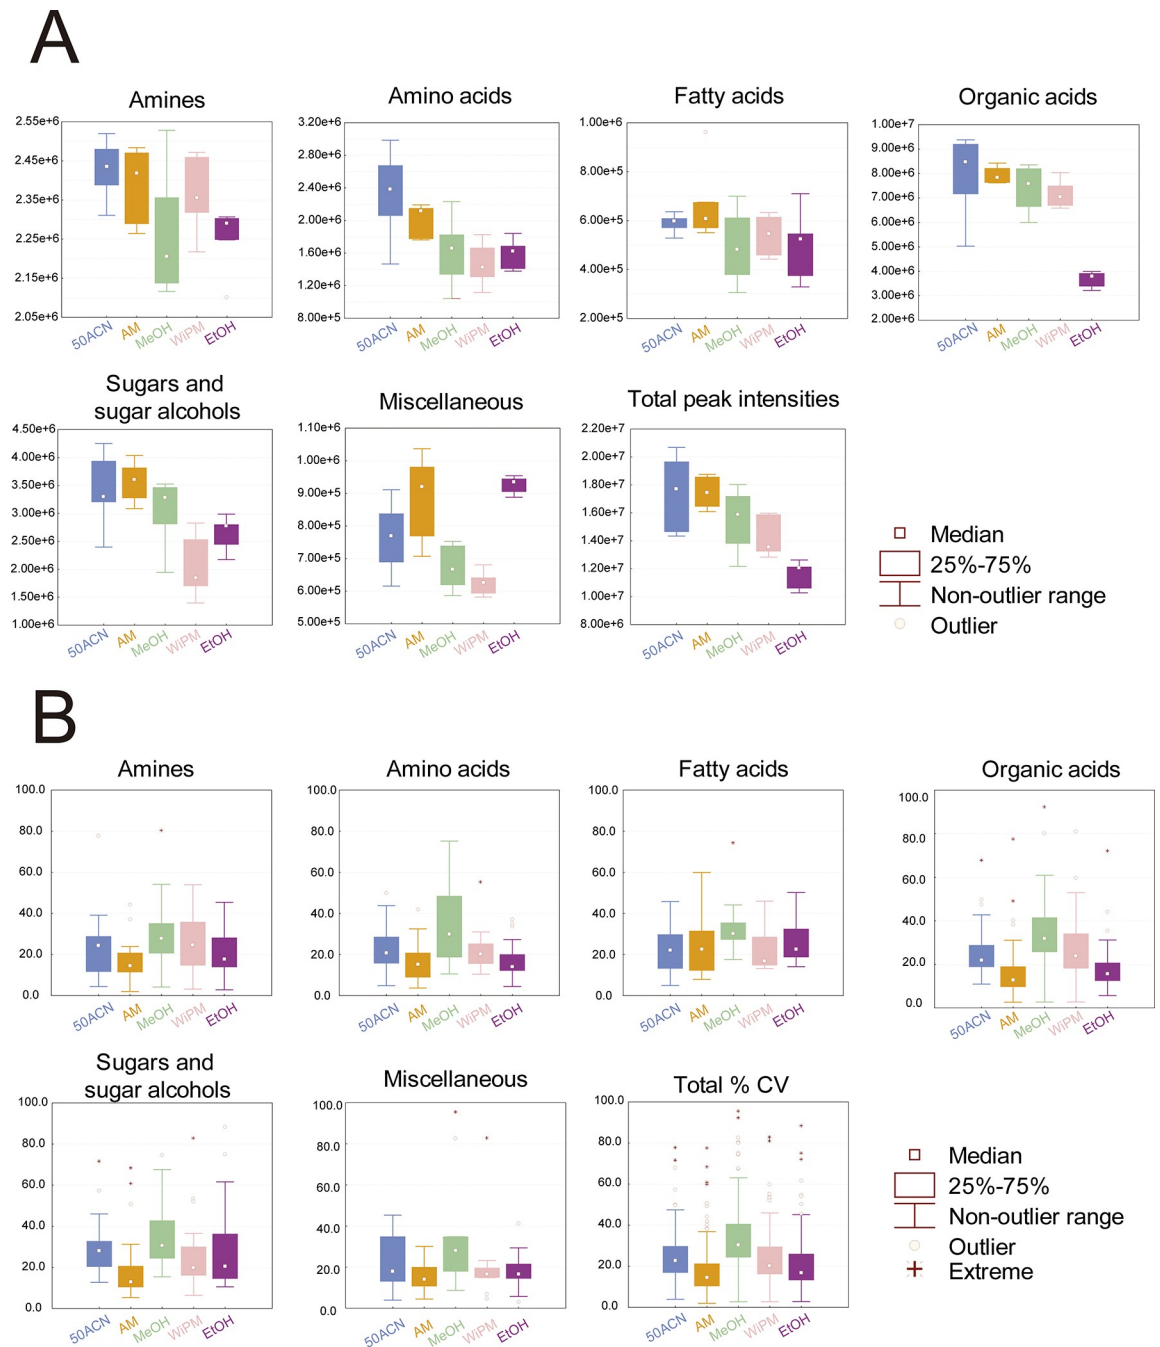 A
Amines
2.55e+6
2.45e+6
2.35e+6
2.25e+6
2.15e+6
2.05e+6
50ACN AM MeOH WiPM EtOH
Amino acids
3.20e+6
2.80e+6
2.40e+6
2.00e+6
1.60e+6
1.20e+6
8.00e+5
50ACN AM MeOH WiPM EtOH
Fatty acids
1.00e+6
8.00e+5
6.00e+5
4.00e+5
2.00e+5
50ACN AM MeOH WiPM EtOH
Organic acids
1.00e+7
9.00e+6
8.00e+6
7.00e+6
6.00e+6
5.00e+6
4.00e+6
3.00e+6
2.00e+6
50ACN AM MeOH WiPM EtOH
Sugars and
sugar alcohols
4.50e+6
4.00e+6
3.50e+6
3.00e+6
2.50e+6
2.00e+6
1.50e+6
1.00e+6
50ACN AM MeOH WiPM EtOH
Miscellaneous
1.10e+6
1.00e+6
9.00e+5
8.00e+5
7.00e+5
6.00e+5
5.00e+5
50ACN AM MeOH WiPM EtOH
Total peak intensities
2.20e+7
2.00e+7
1.80e+7
1.60e+7
1.40e+7
1.20e+7
1.00e+7
8.00e+6
50ACN AM MeOH WiPM EtOH
Median
25%-75%
Non-outlier range
Outlier
B
Amines
100.0
80.0
60.0
40.0
20.0
0.0
50ACN AM MeOH WiPM EtOH
Amino acids
100.0
80.0
60.0
40.0
20.0
0.0
50ACN AM MeOH WiPM EtOH
Fatty acids
100.0
80.0
60.0
40.0
20.0
0.0
50ACN AM MeOH WiPM EtOH
Organic acids
100.0
80.0
60.0
40.0
20.0
0.0
50ACN AM MeOH WiPM EtOH
Sugars and
sugar alcohols
100.0
80.0
60.0
40.0
20.0
0.0
50ACN AM MeOH WiPM EtOH
Miscellaneous
100.0
80.0
60.0
40.0
20.0
0.0
50ACN AM MeOH WiPM EtOH
Total % CV
100.0
80.0
60.0
40.0
20.0
0.0
50ACN AM MeOH WiPM EtOH
Median
25%-75%
Non-outlier range
Outlier
Extreme